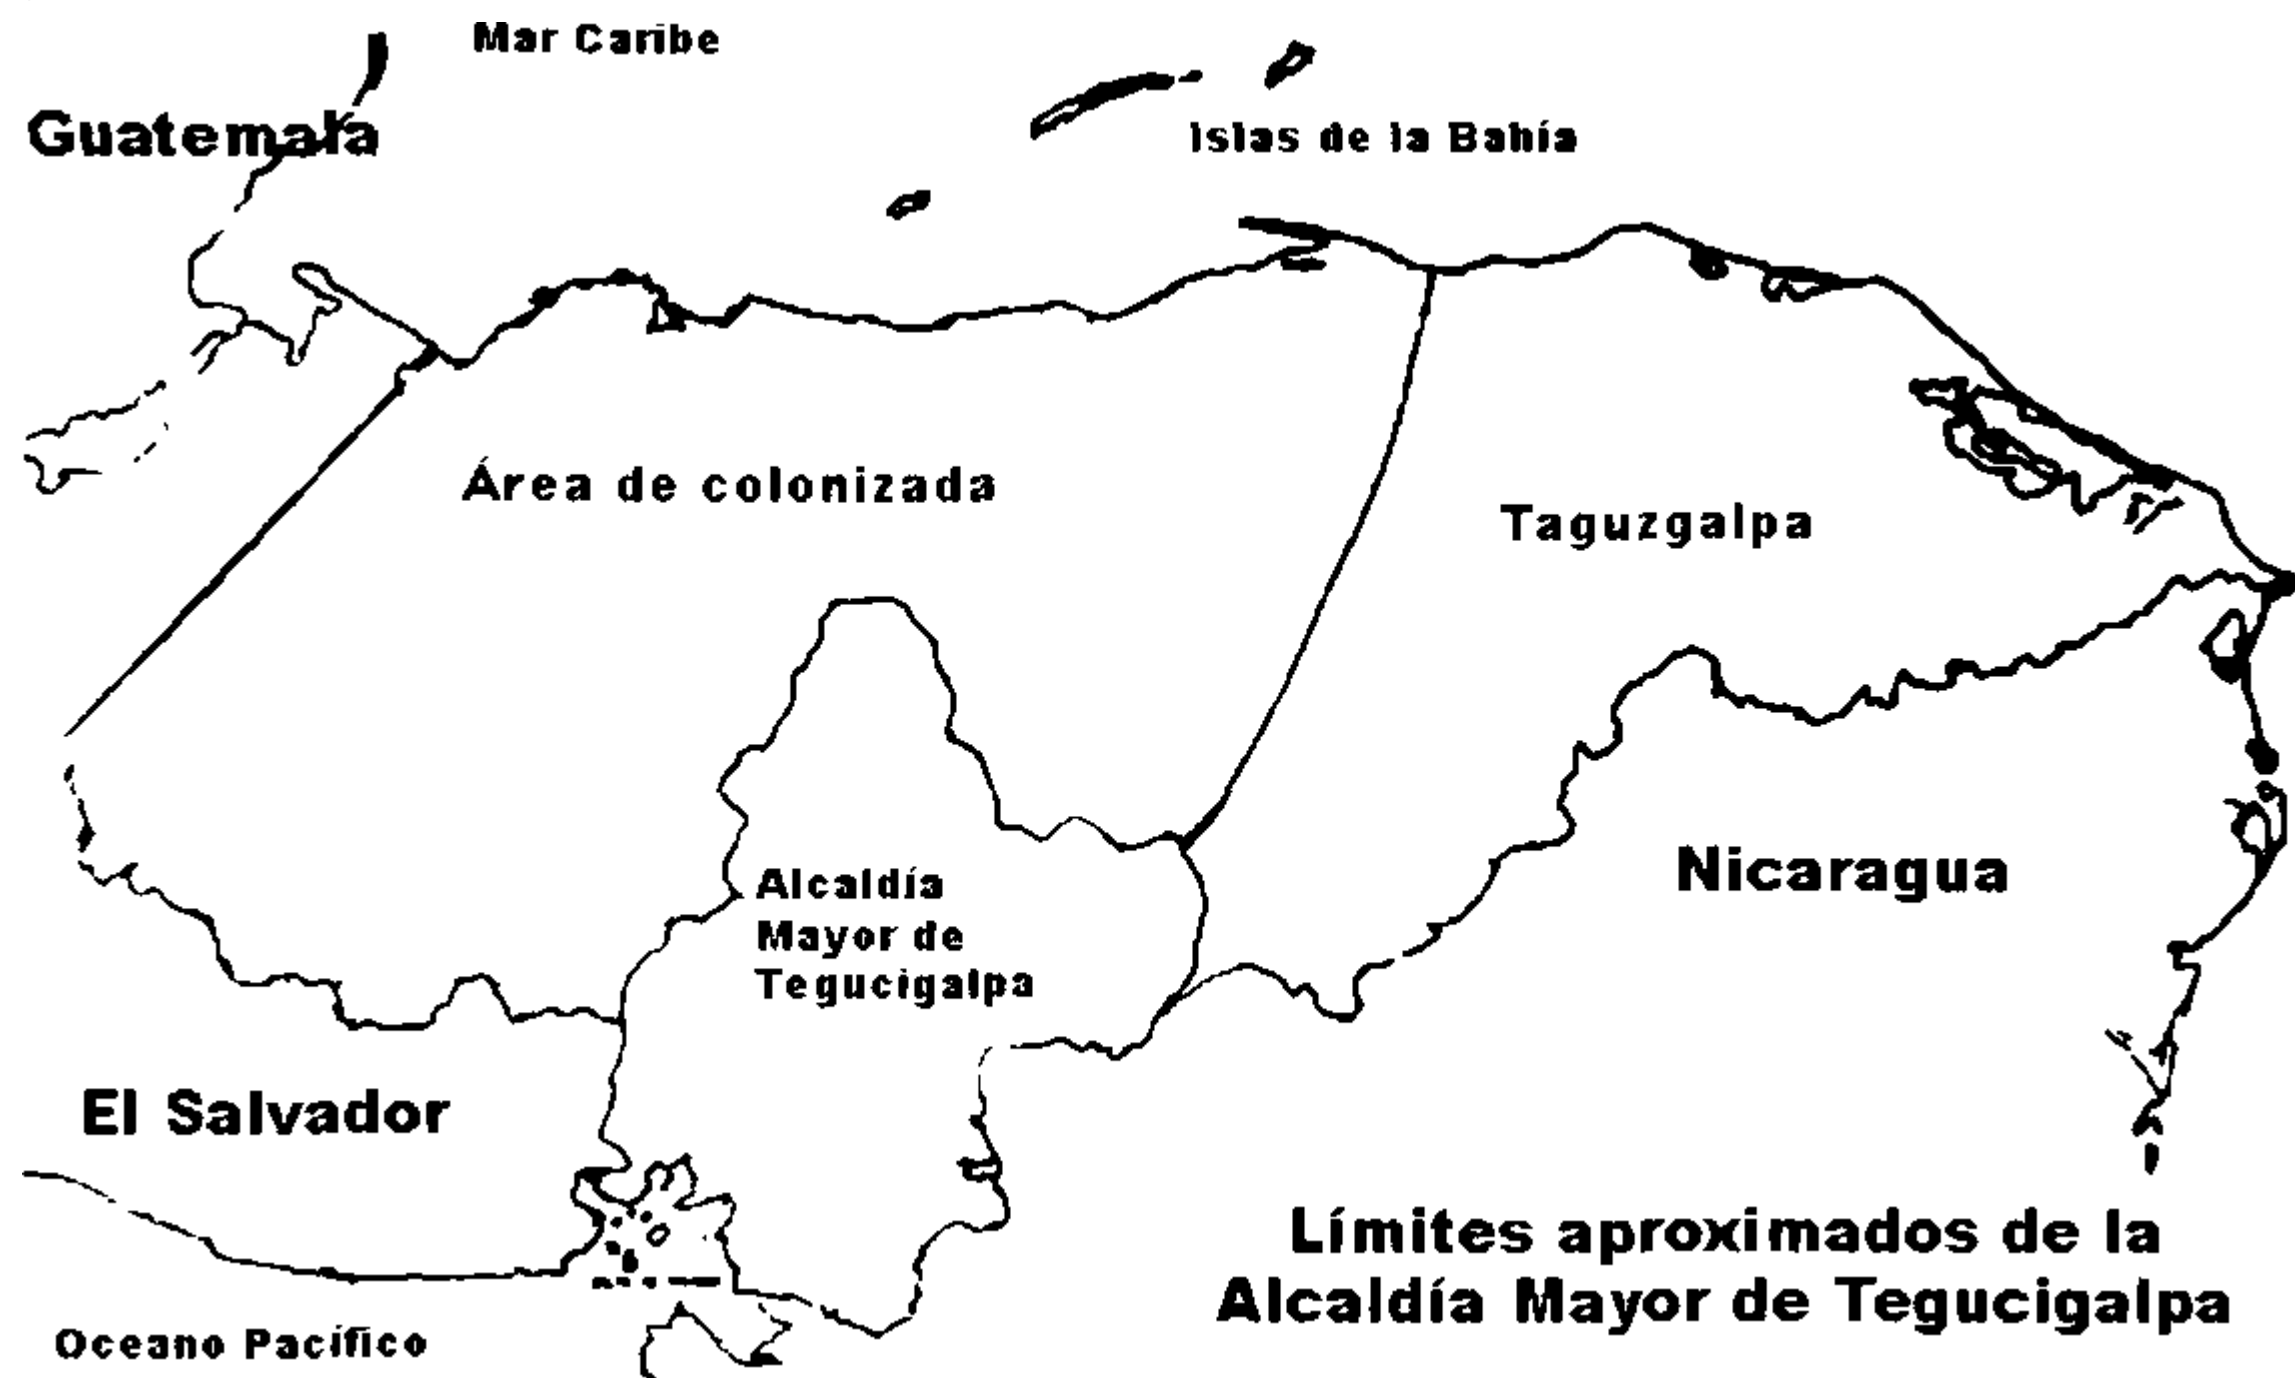 Mar Caribe
Guatemala
Islas de la Bahía
Área de colonizada
Taguzgalpa
Alcaldía
Mayor de
Tegucigalpa
Nicaragua
El Salvador
Límites aproximados de la
Alcaldía Mayor de Tegucigalpa
Oceano Pacífico